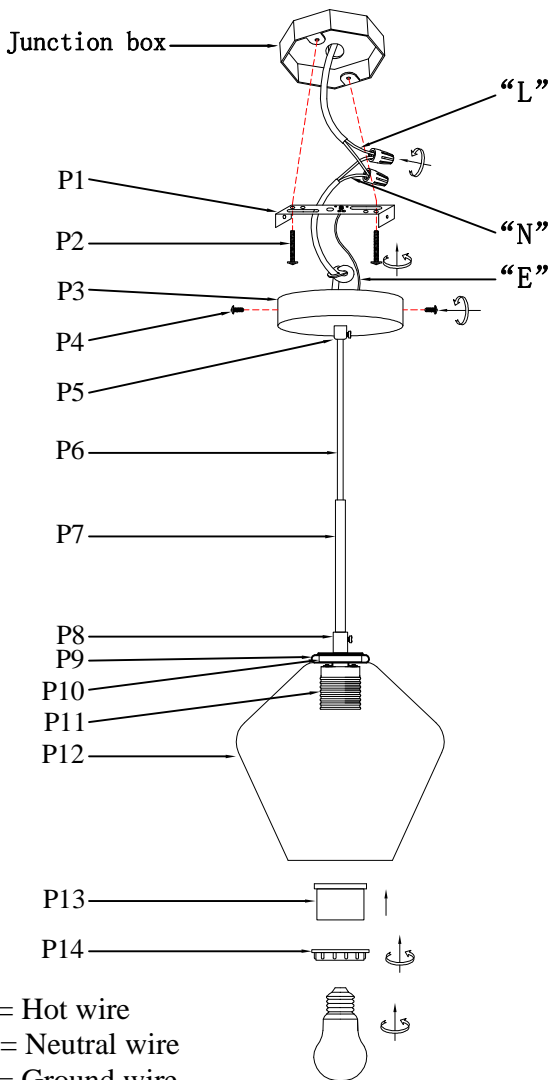 Junction box
“L”
P1
“N”
P2
“E”
P3
P4
P5
P6
P7
P8
P9
P10
P11
P12
P13
P14
= Hot wire
= Neutral wire
= Ground wire